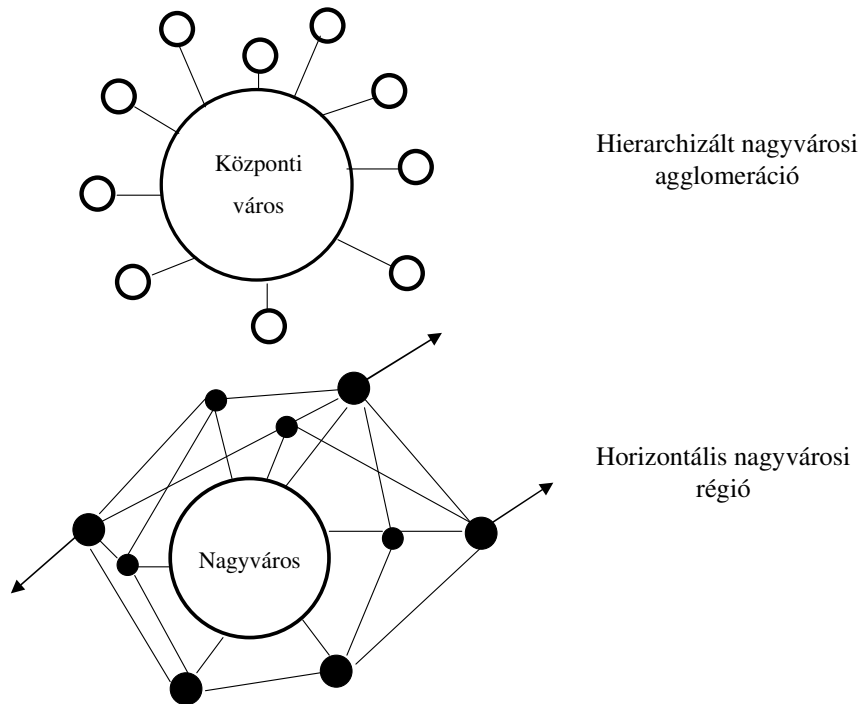 Központi
város
Hierarchizált nagyvárosi
agglomeráció
Horizontális nagyvárosi
régió
Nagyváros